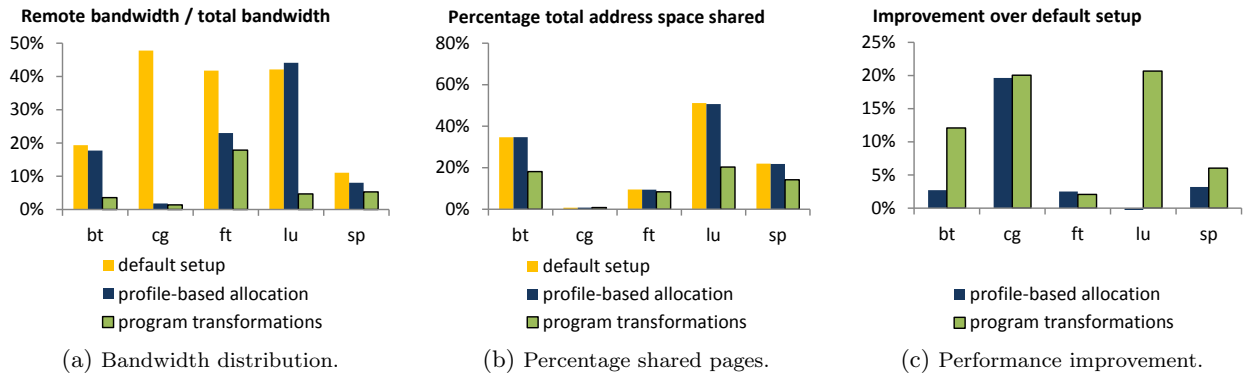 Remote bandwidth / total bandwidth
50%
40%
30%
20%
10%
0%
bt cg ft lu sp
default setup
profile-based allocation
program transformations
(a) Bandwidth distribution.
Percentage total address space shared
80%
60%
40%
20%
0%
bt cg ft lu sp
default setup
profile-based allocation
program transformations
(b) Percentage shared pages.
Improvement over default setup
25%
20%
15%
10%
5%
0%
bt cg ft lu sp
profile-based allocation
program transformations
(c) Performance improvement.